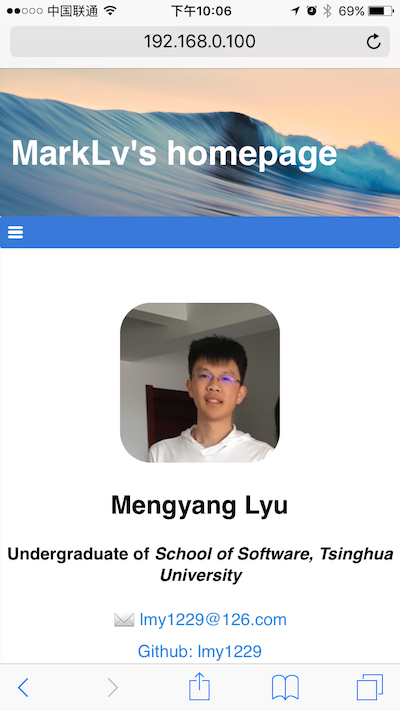 中国联通 下午10:06 69%
192.168.0.100
MarkLv's homepage
Mengyang Lyu
Undergraduate of School of Software, Tsinghua
University
lmy1229@126.com
Github: lmy1229